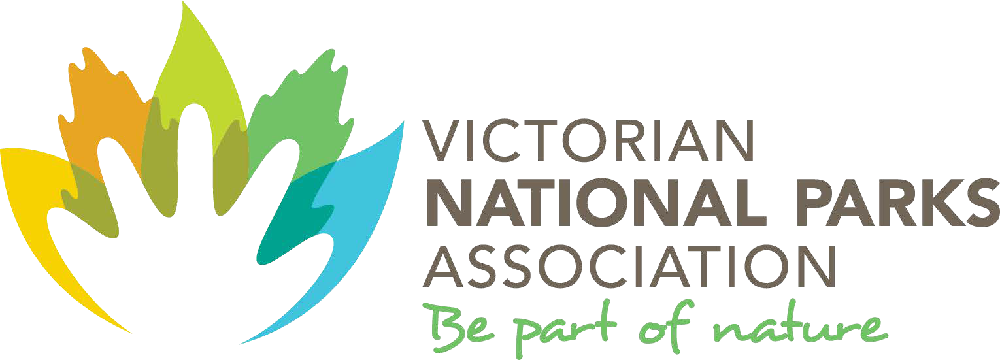 VICTORIAN
NATIONAL PARKS
ASSOCIATION
Be part of nature